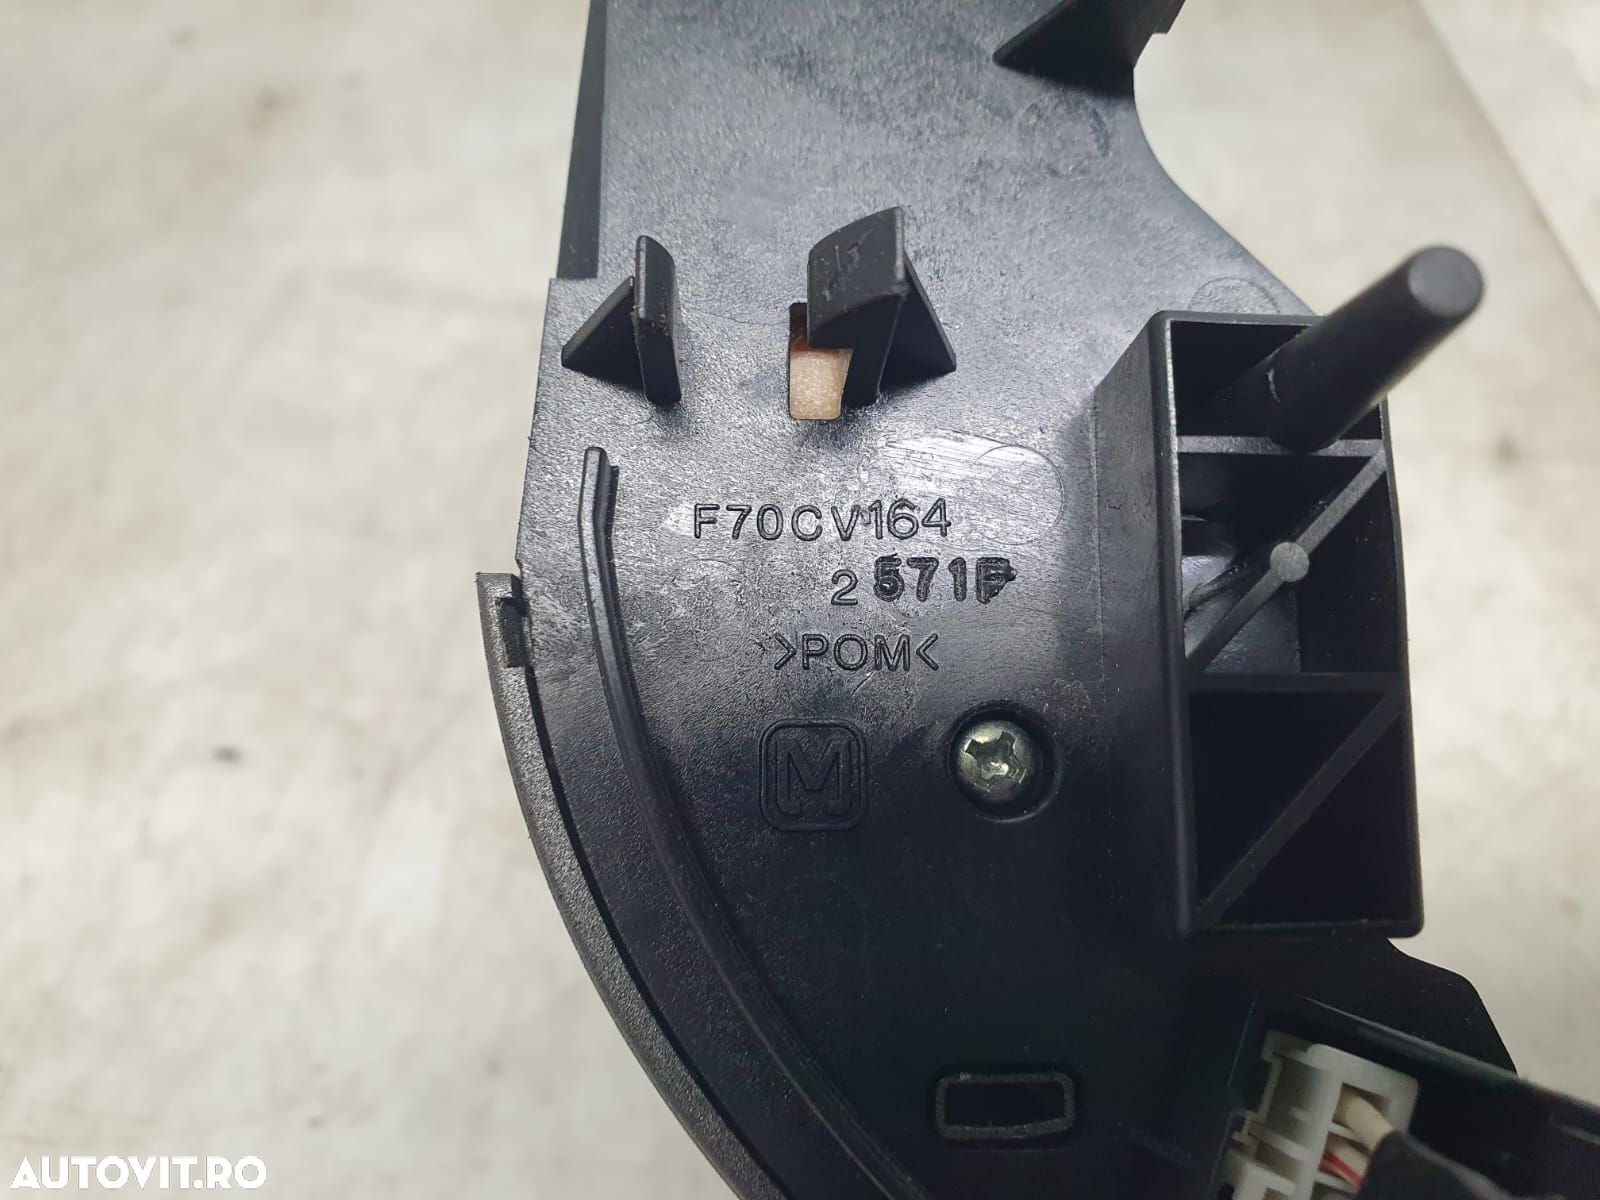 F70CV164
2 571F
>POM<
M
AUTOVIT.RO